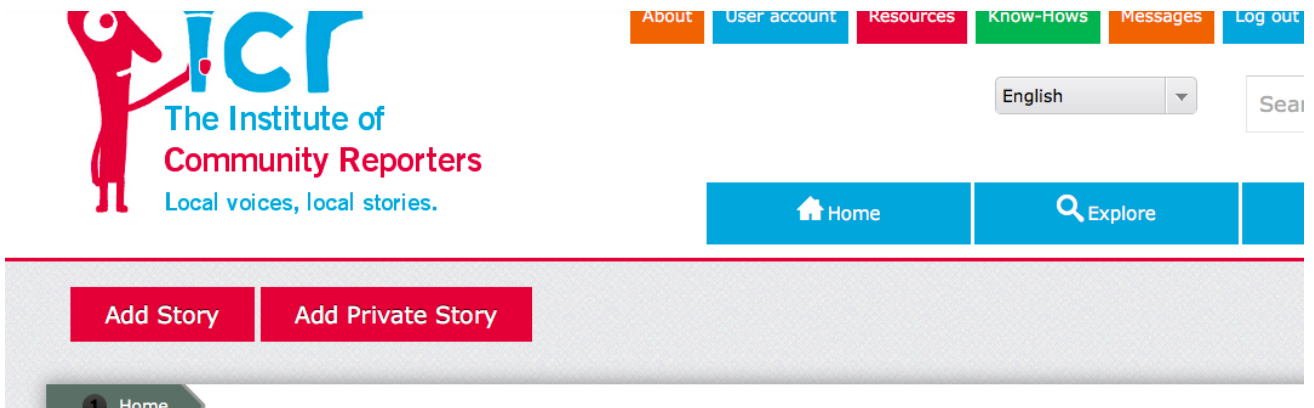 About User account Resources Know-Hows Messages Log out
icr
English
The Institute of
Community Reporters
Local voices, local stories.
Home Explore
Add Story Add Private Story
1 Home